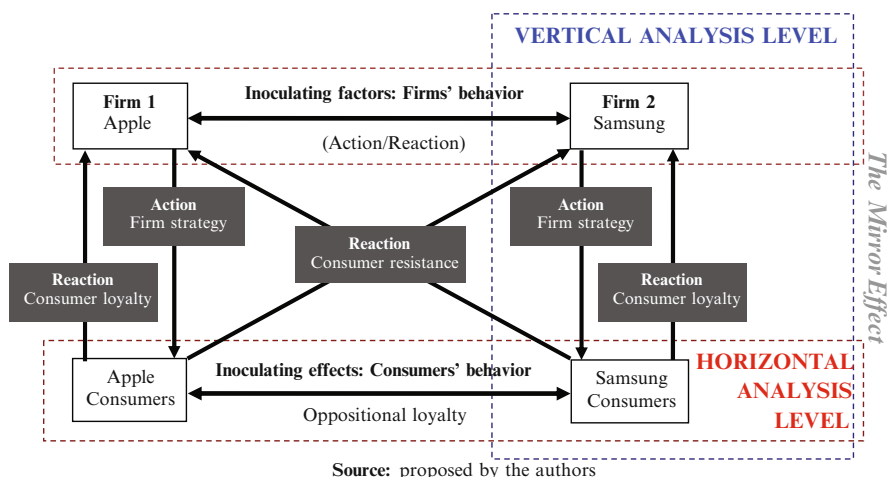 VERTICAL ANALYSIS LEVEL
Firm 1
Apple
Inoculating factors: Firms' behavior
(Action/Reaction)
Firm 2
Samsung
The Mirror Effect
Action
Firm strategy
Action
Firm strategy
Reaction
Consumer resistance
Reaction
Consumer loyalty
Reaction
Consumer loyalty
Apple
Consumers
Inoculating effects: Consumers' behavior
Oppositional loyalty
Samsung
Consumers
HORIZONTAL
ANALYSIS
LEVEL
Source: proposed by the authors